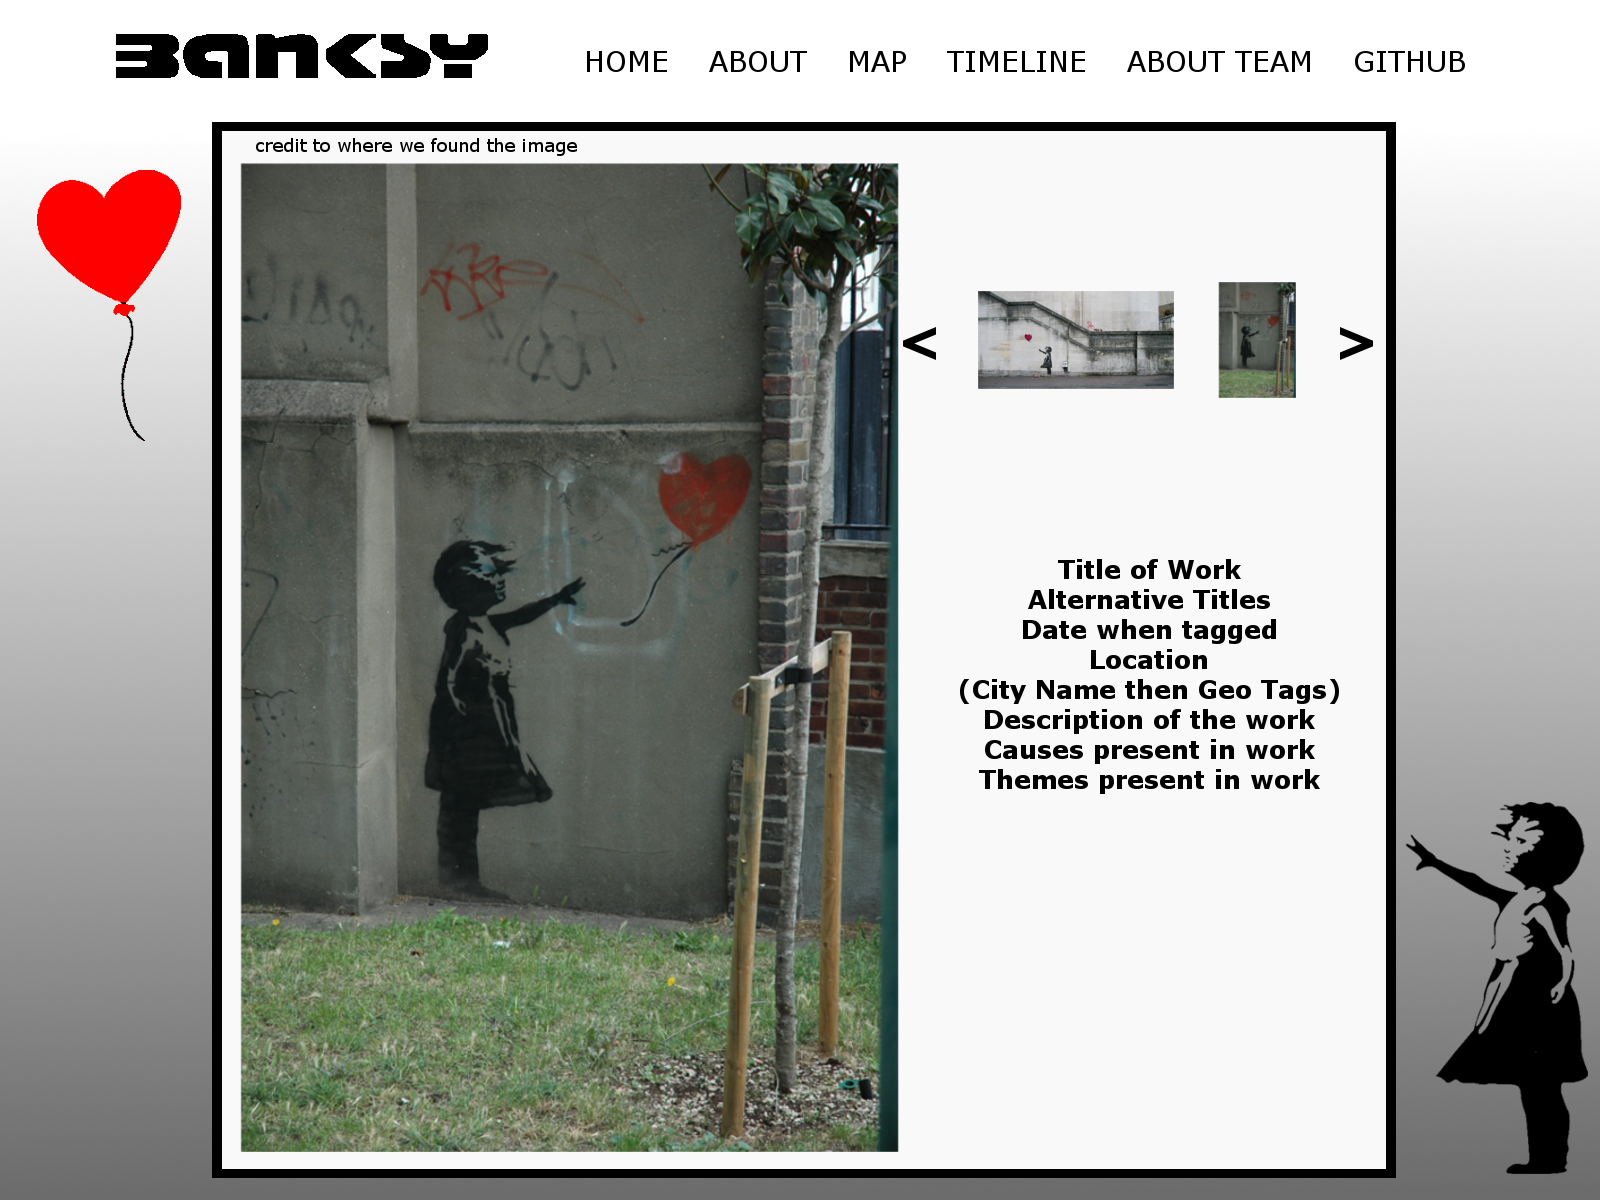 BANKSY
HOME ABOUT MAP TIMELINE ABOUT TEAM GITHUB
credit to where we found the image
< >
Title of Work
Alternative Titles
Date when tagged
Location
(City Name then Geo Tags)
Description of the work
Causes present in work
Themes present in work